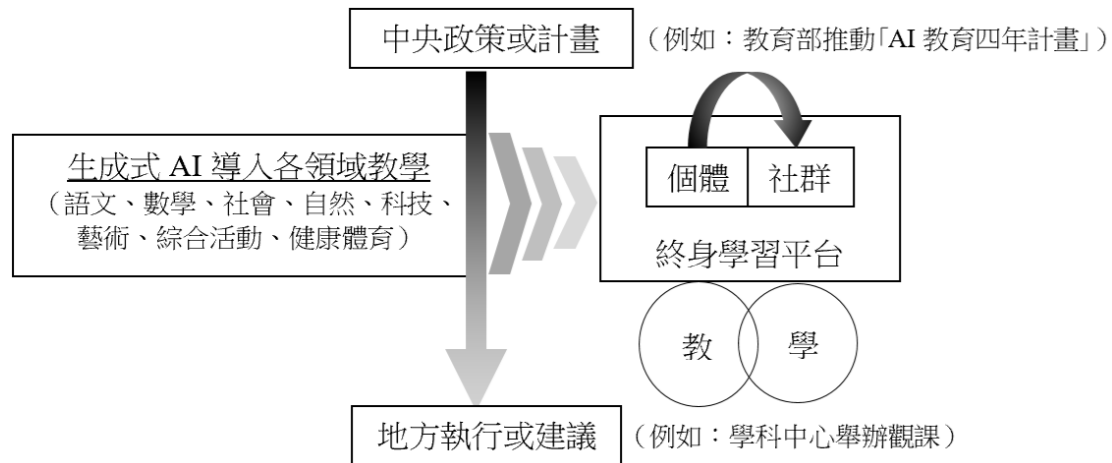 中央政策或計畫
（例如：教育部推動「AI 教育四年計畫」）
生成式 AI 導入各領域教學
（語文、數學、社會、自然、科技、
藝術、綜合活動、健康體育）
個體
社群
終身學習平台
教
學
地方執行或建議
（例如：學科中心舉辦觀課）